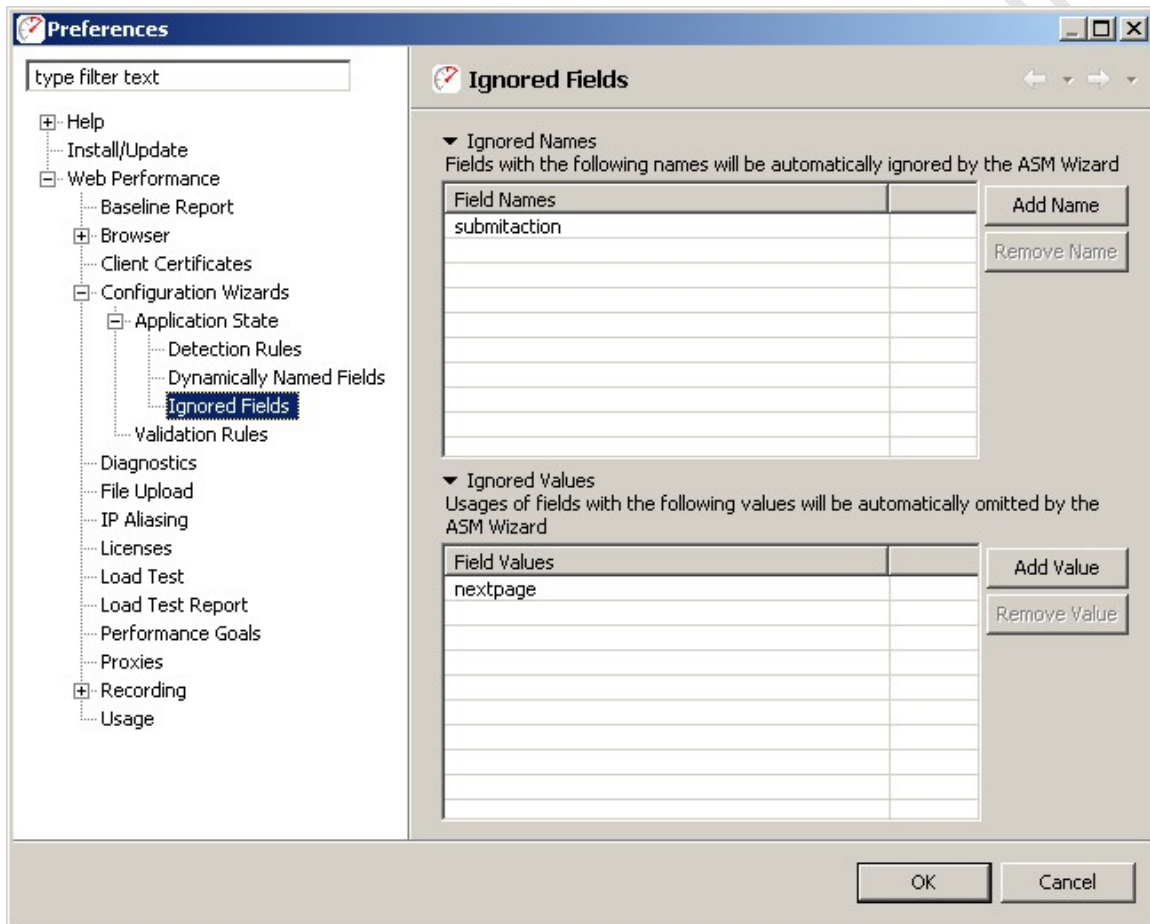 Preferences
type filter text
Help
Install/Update
Web Performance
Baseline Report
Browser
Client Certificates
Configuration Wizards
Application State
Detection Rules
Dynamically Named Fields
Ignored Fields
Validation Rules
Diagnostics
File Upload
IP Aliasing
Licenses
Load Test
Load Test Report
Performance Goals
Proxies
Recording
Usage
Ignored Fields
Ignored Names
Fields with the following names will be automatically ignored by the ASM Wizard
Field Names
submitaction
Add Name
Remove Name
Ignored Values
Usages of fields with the following values will be automatically omitted by the
ASM Wizard
Field Values
nextpage
Add Value
Remove Value
OK
Cancel